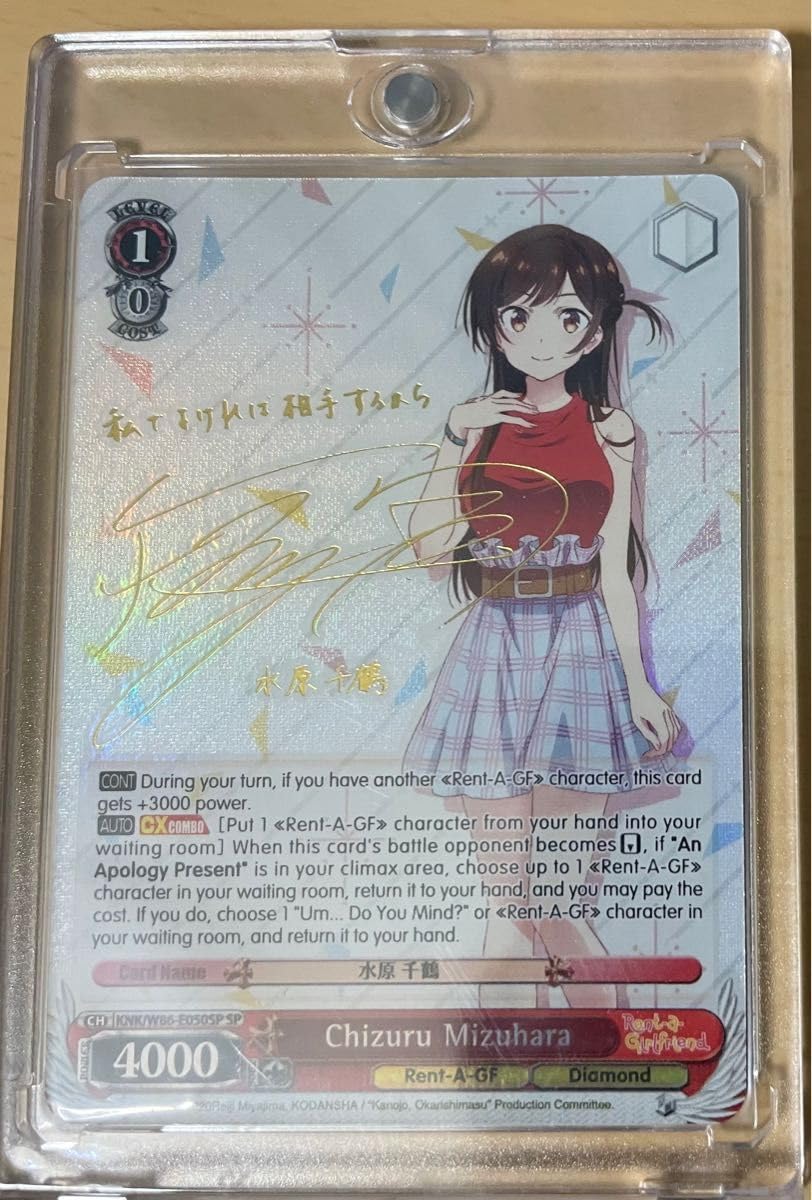 LEVEL
1
0
COST
私でよければ相手するから
水原千鶴
CONT During your turn, if you have another «Rent-A-GF» character, this card
gets +3000 power.
AUTO CX COMBO [Put 1 «Rent-A-GF» character from your hand into your
waiting room] When this card's battle opponent becomes , if "An
Apology Present" is in your climax area, choose up to 1 «Rent-A-GF»
character in your waiting room, return it to your hand, and you may pay the
cost. If you do, choose 1 "Um... Do You Mind?" or «Rent-A-GF» character in
your waiting room, and return it to your hand.
Card Name 水原 千鶴
CH KNK/W86-E050SP SP
POWER 4000 Chizuru Mizuhara Rent-a-Girlfriend
Rent-A-GF Diamond
Reiji Miyajima, KODANSHA / "Kanojo, Okarishimasu" Production Committee.